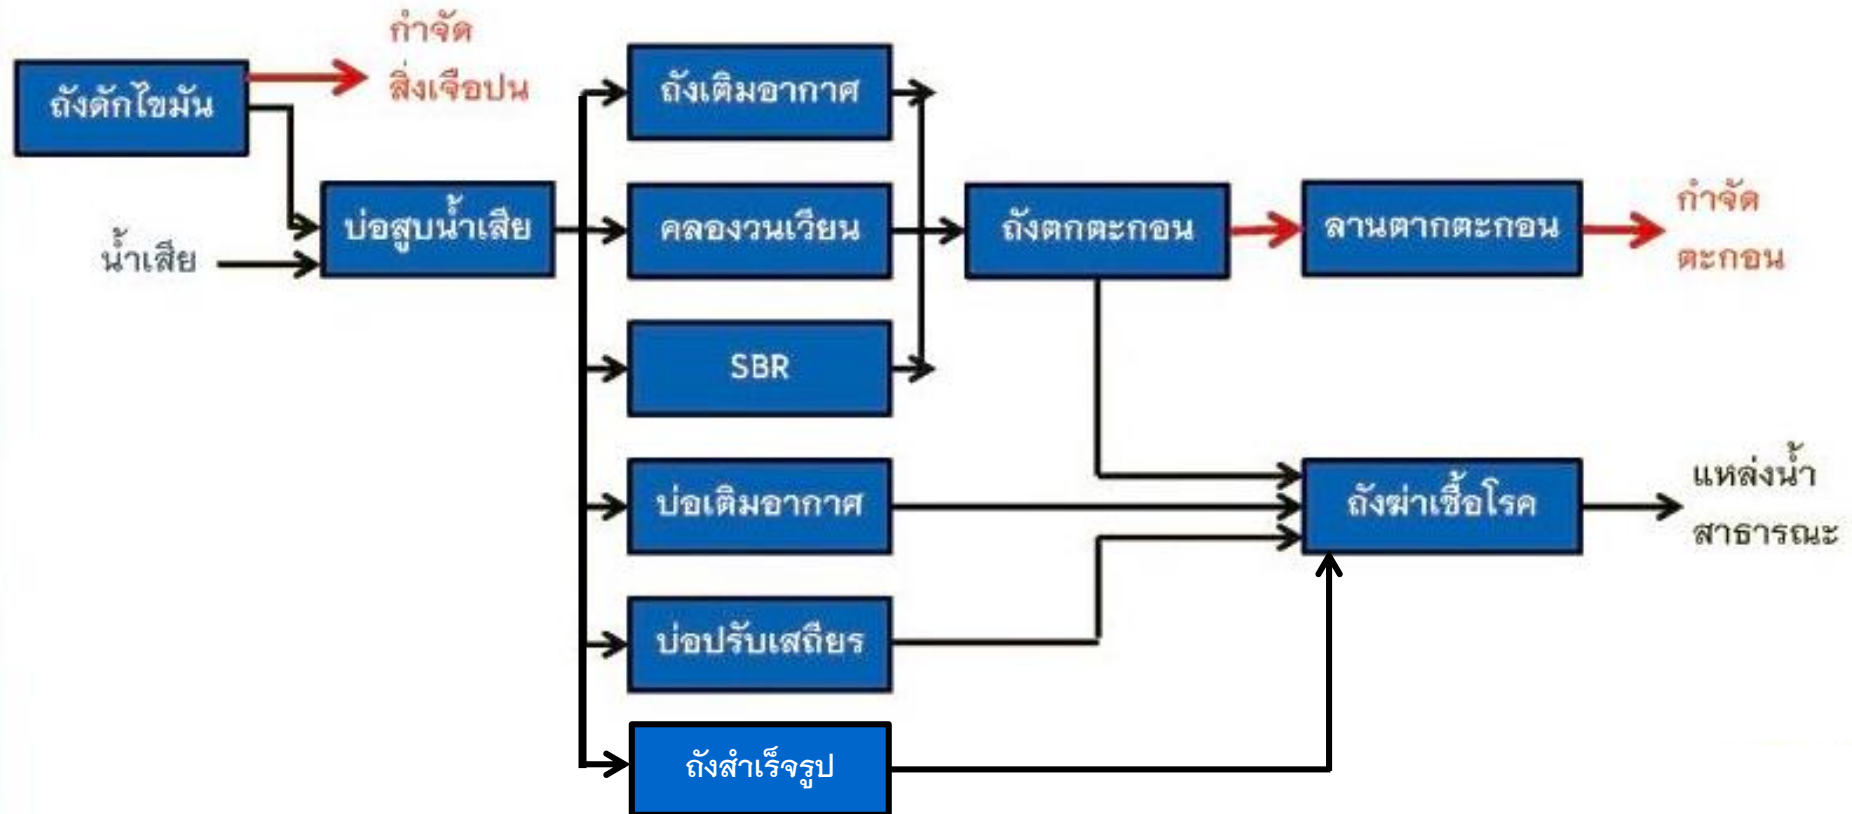 กำจัด
สิ่งเจือปน
ถังดักไขมัน
ถังเติมอากาศ
บ่อสูบน้ำเสีย
น้ำเสีย
คลองวนเวียน
ถังตกตะกอน
ลานตากตะกอน
กำจัด
ตะกอน
SBR
บ่อเติมอากาศ
ถังฆ่าเชื้อโรค
แหล่งน้ำ
สาธารณะ
บ่อปรับเสถียร
ถังสำเร็จรูป